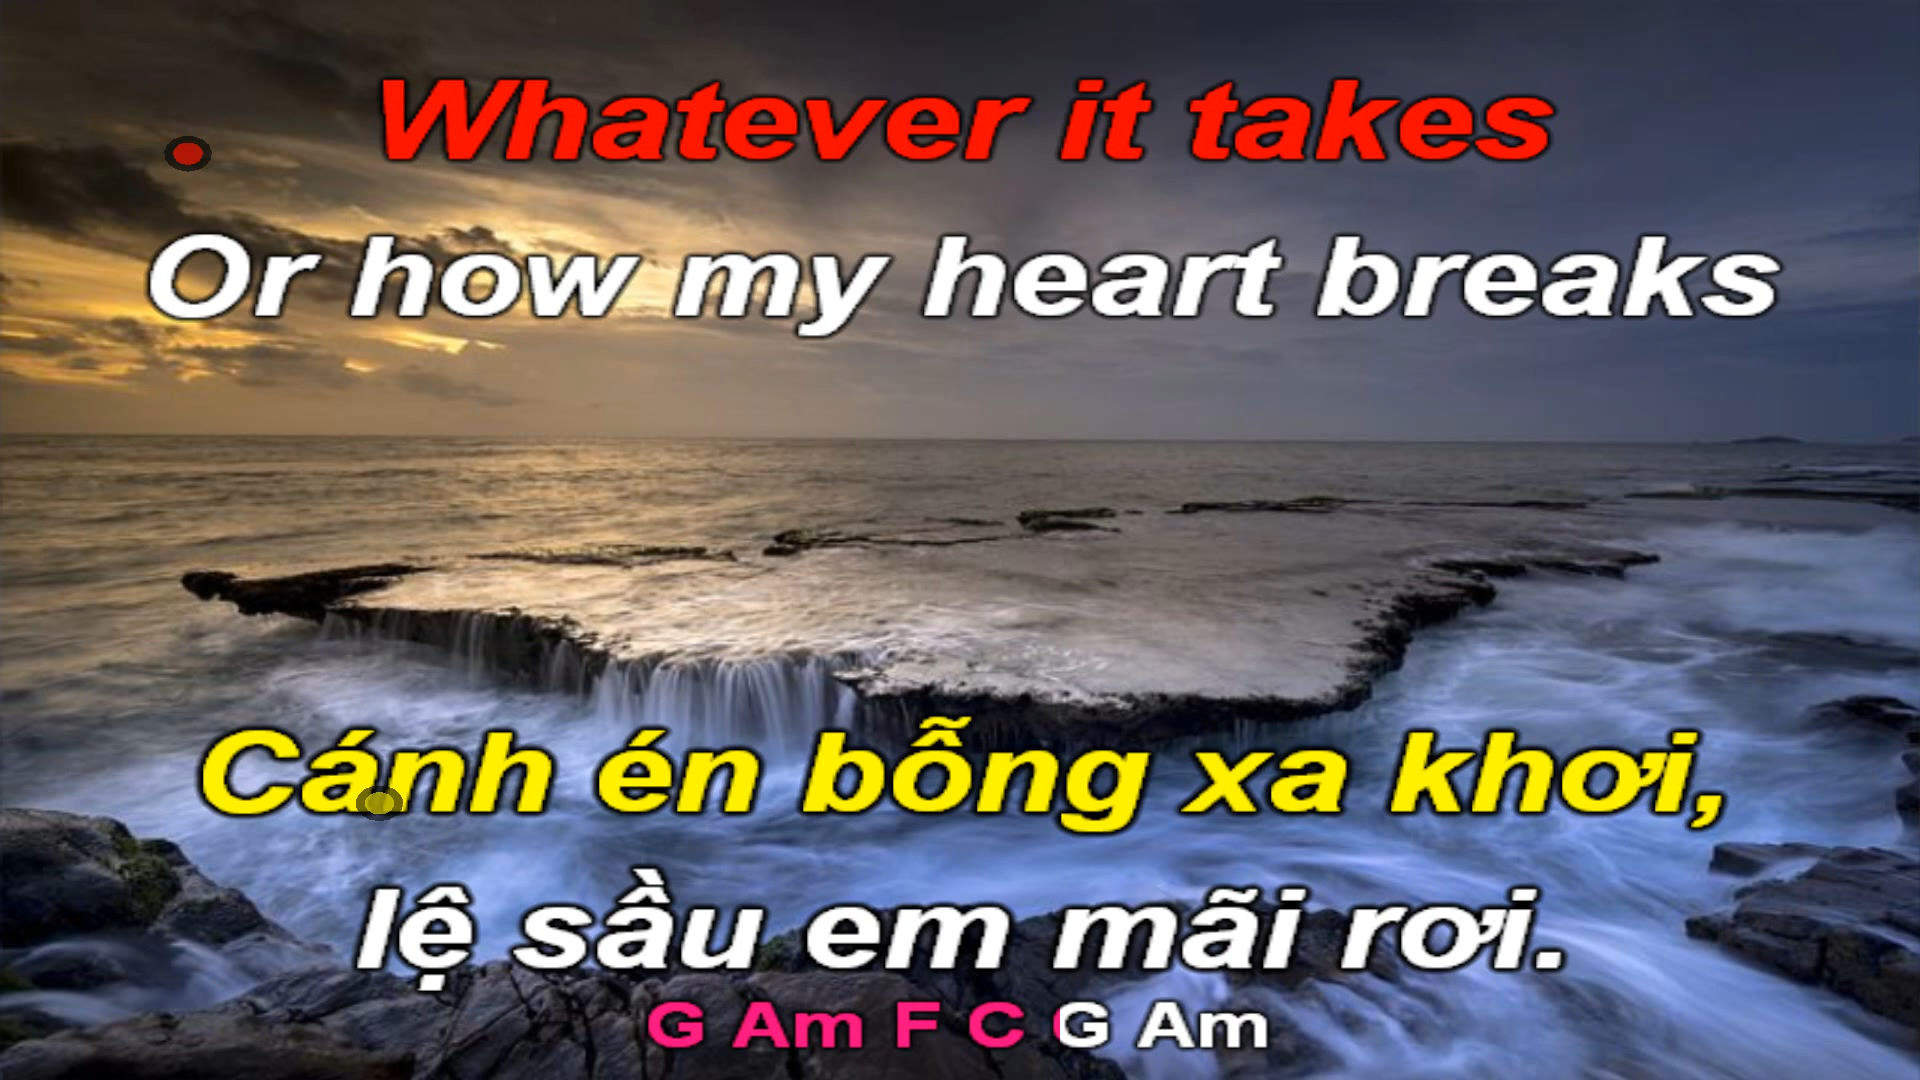 Whatever it takes
Or how my heart breaks
Cánh én bỗng xa khơi,
lệ sầu em mãi rơi.
G Am F C G Am